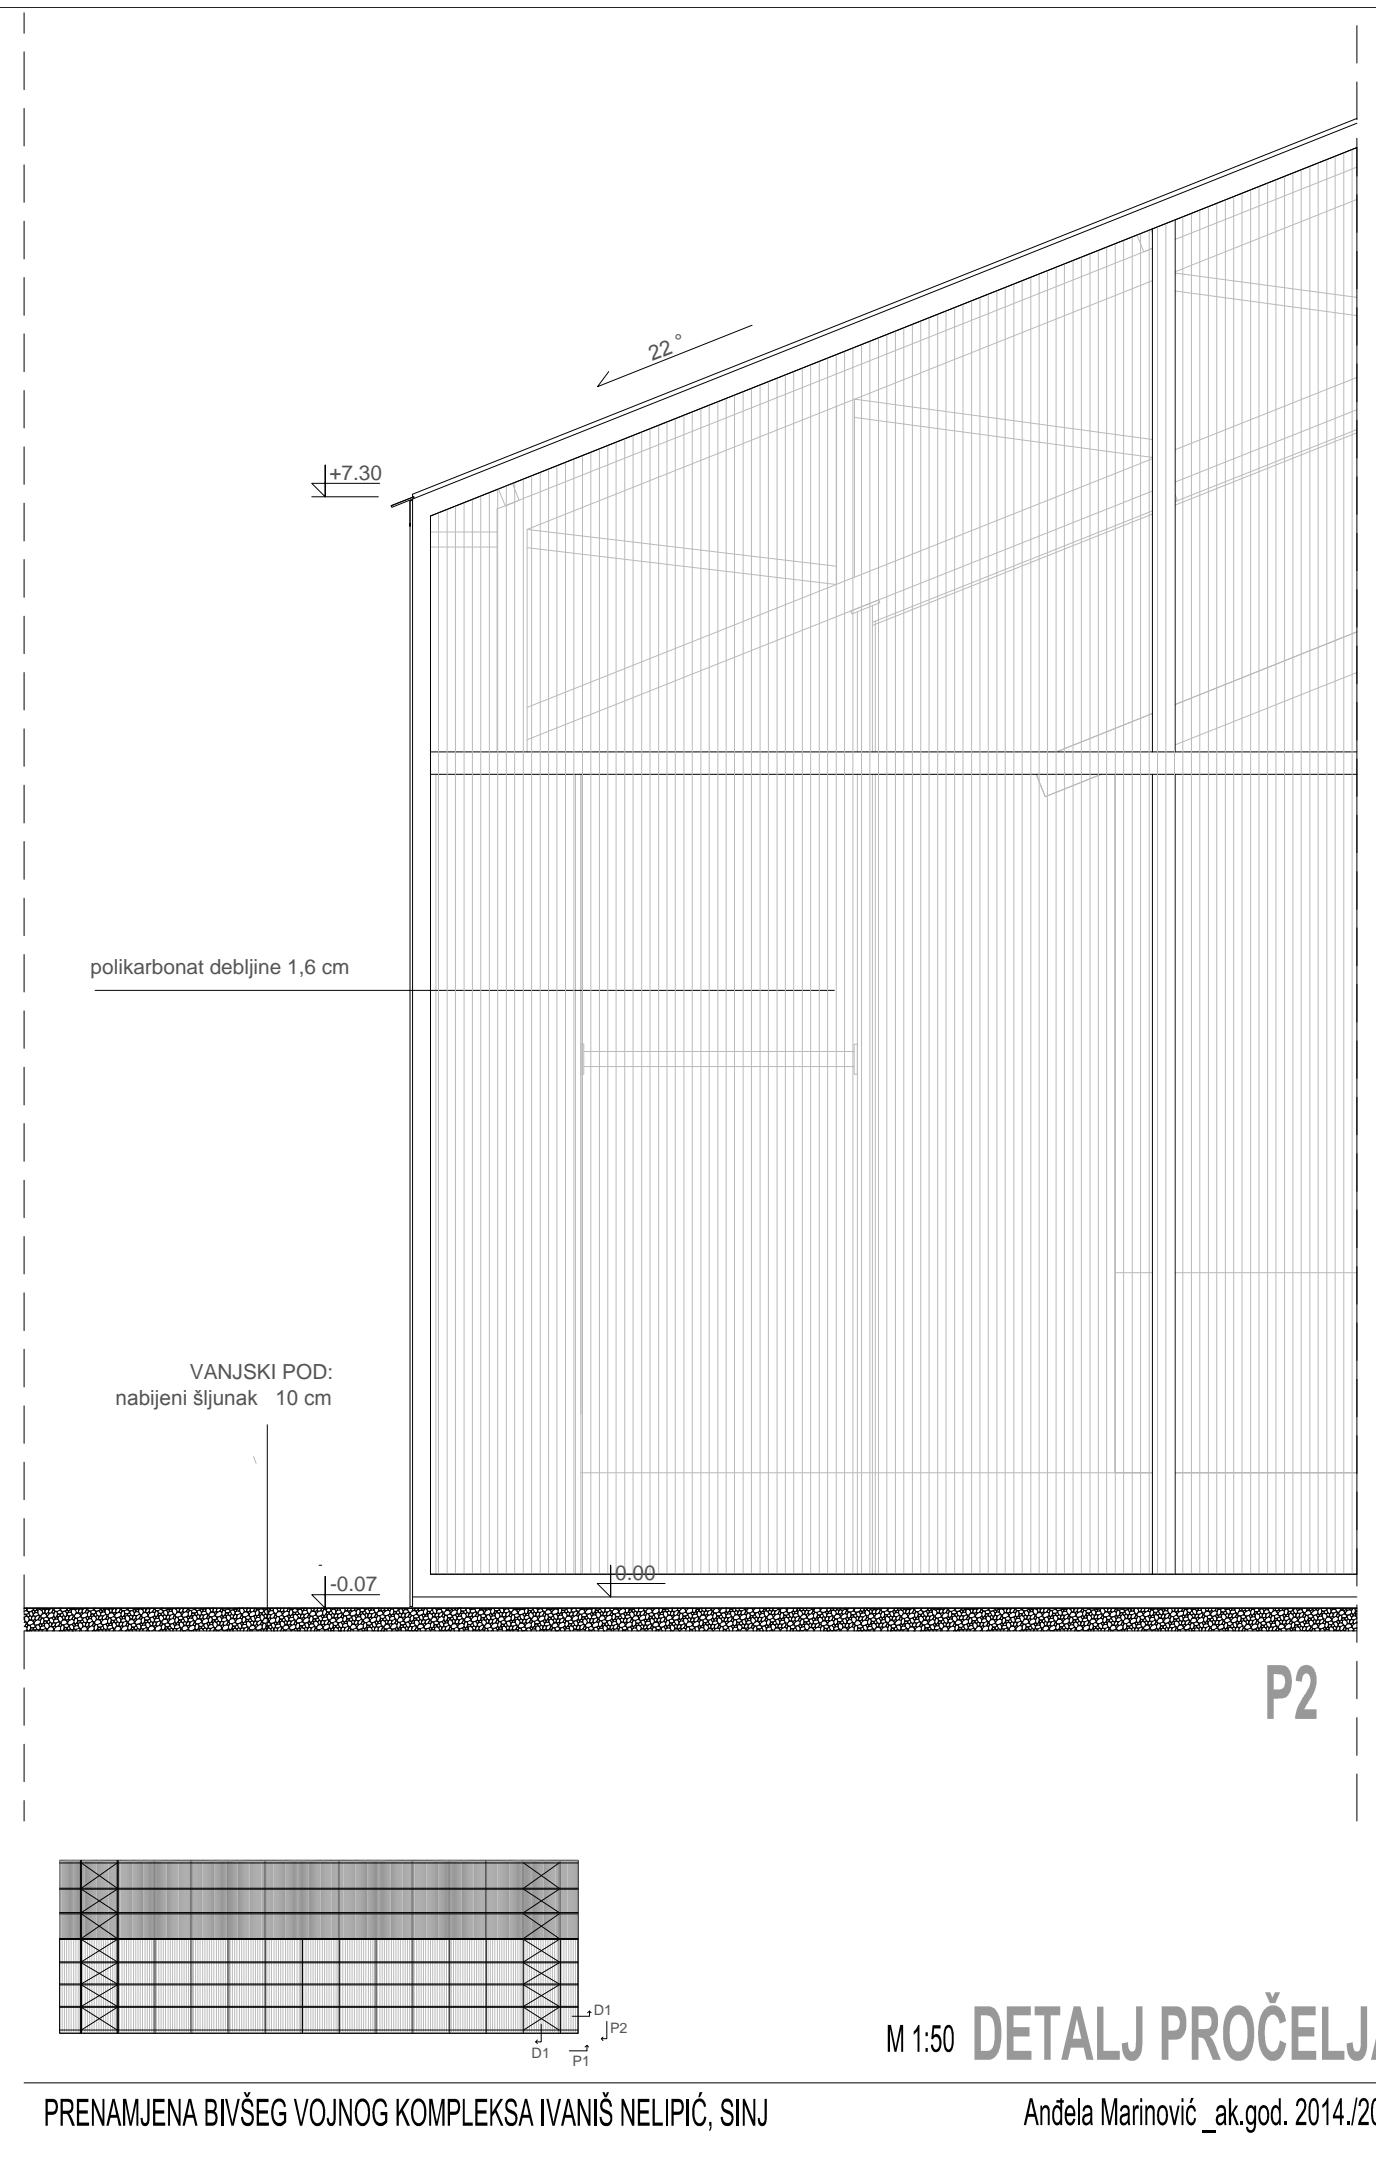 22°
+7.30
polikarbonat debljine 1,6 cm
VANJSKI POD:
nabijeni šljunak 10 cm
-0.07
0.00
P2
D1
P2
D1
P1
M 1:50 DETALJ PROČELJA
PRENAMJENA BIVŠEG VOJNOG KOMPLEKSA IVANIŠ NELIPIĆ, SINJ
Anđela Marinović _ak.god. 2014./20